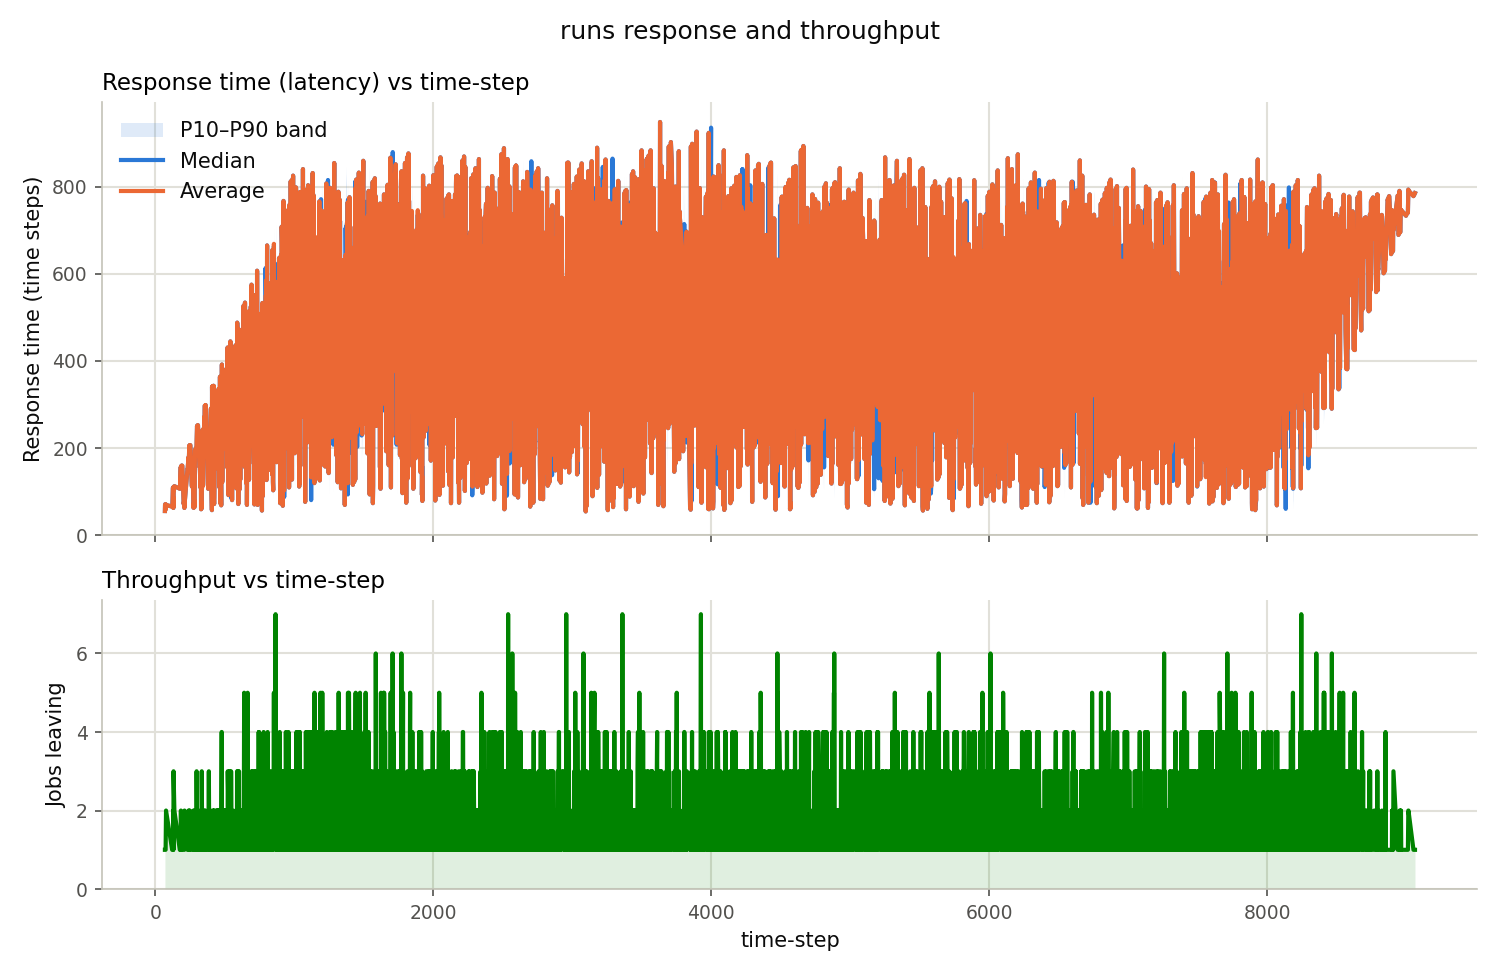 runs response and throughput
Response time (latency) vs time-step
P10–P90 band
Median
Average
Response time (time steps)
800
600
400
200
0
Throughput vs time-step
Jobs leaving
6
4
2
0
0 2000 4000 6000 8000
time-step